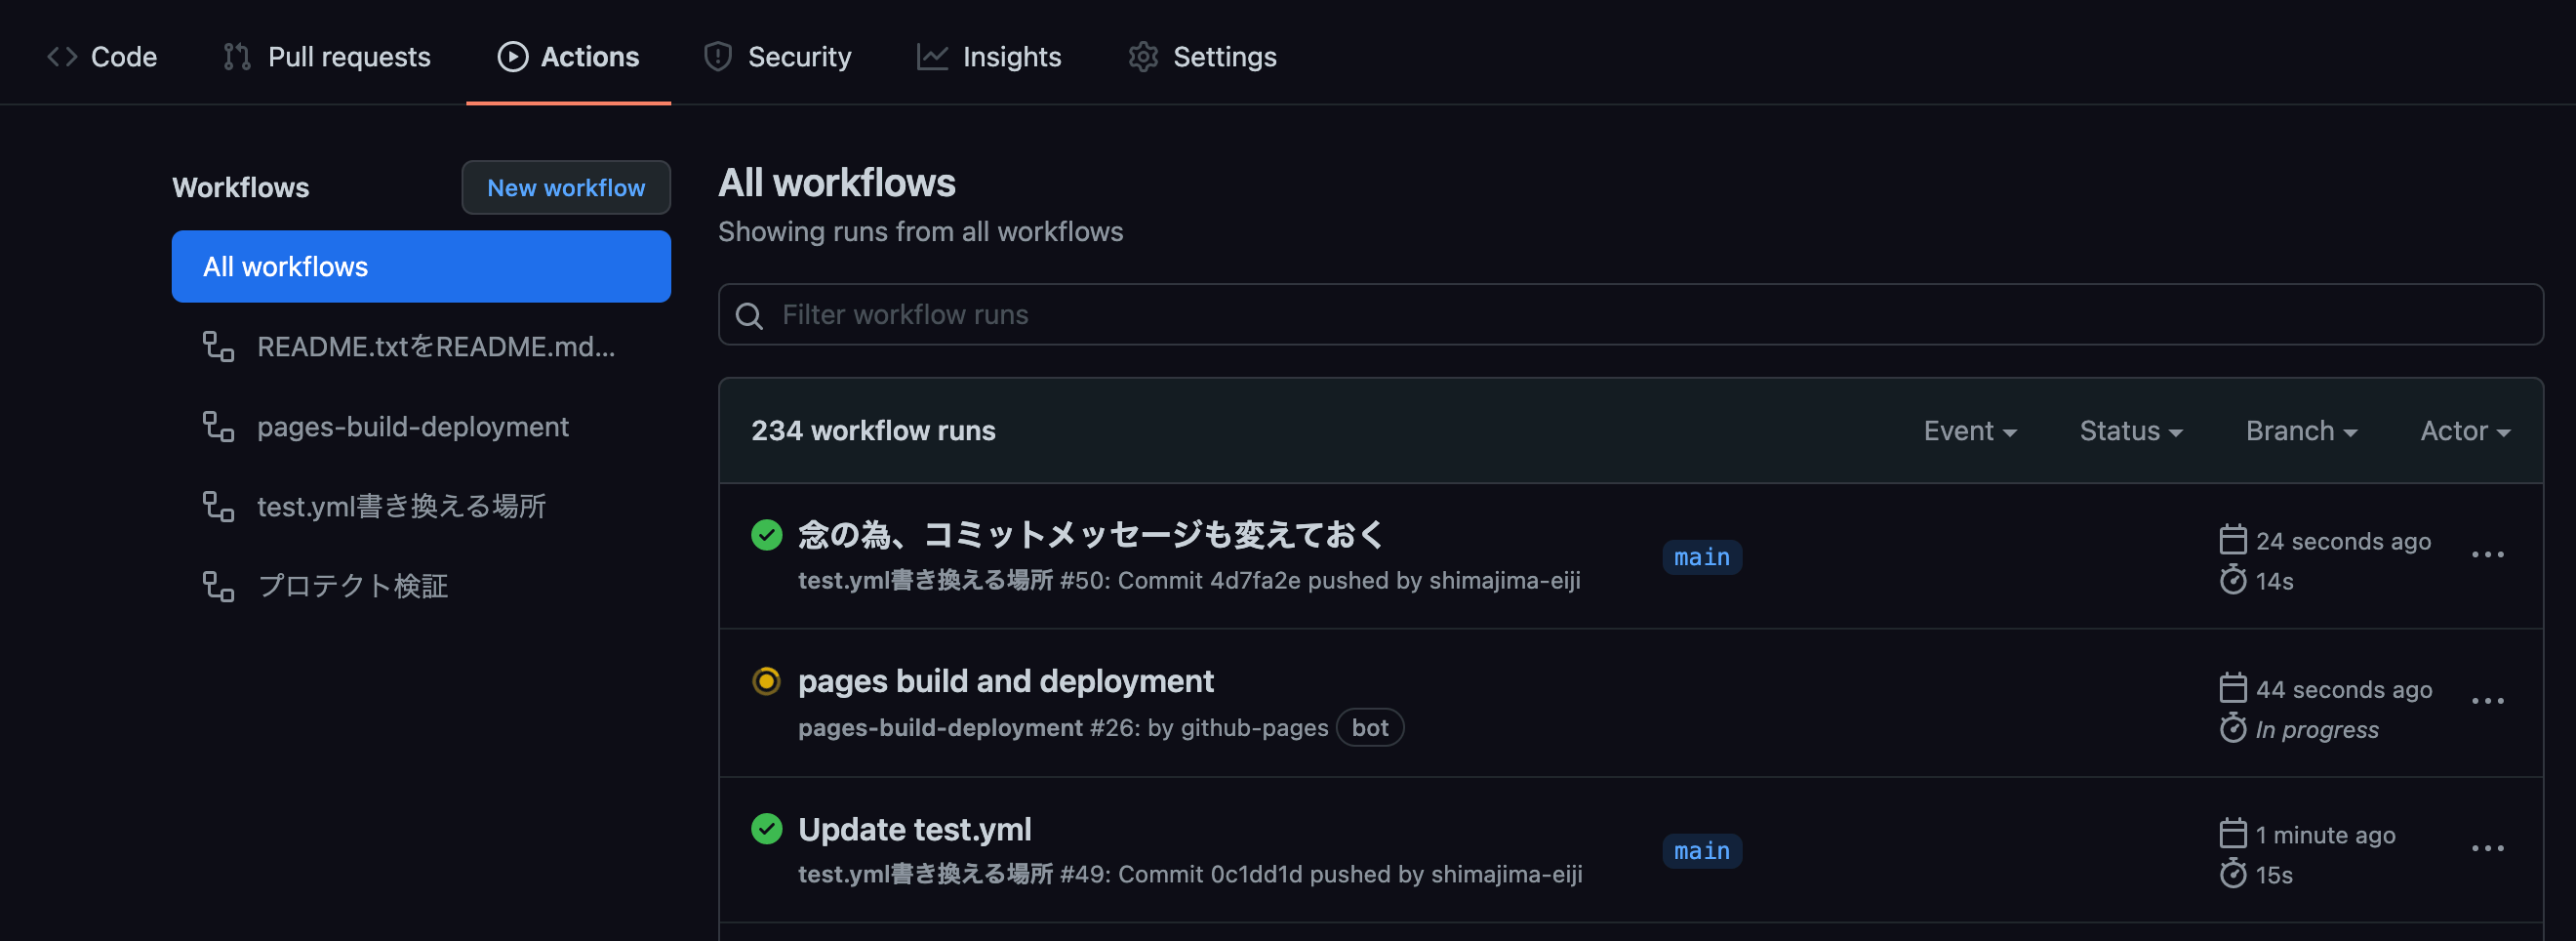 Code Pull requests Actions Security Insights Settings
Workflows New workflow
All workflows
README.txtをREADME.md...
pages-build-deployment
test.yml書き換える場所
プロテクト検証
All workflows
Showing runs from all workflows
Filter workflow runs
234 workflow runs Event Status Branch Actor
念の為、コミットメッセージも変えておく
test.yml書き換える場所 #50: Commit 4d7fa2e pushed by shimajima-eiji
main
24 seconds ago
14s
pages build and deployment
pages-build-deployment #26: by github-pages bot
44 seconds ago
In progress
Update test.yml
test.yml書き換える場所 #49: Commit 0c1dd1d pushed by shimajima-eiji
main
1 minute ago
15s